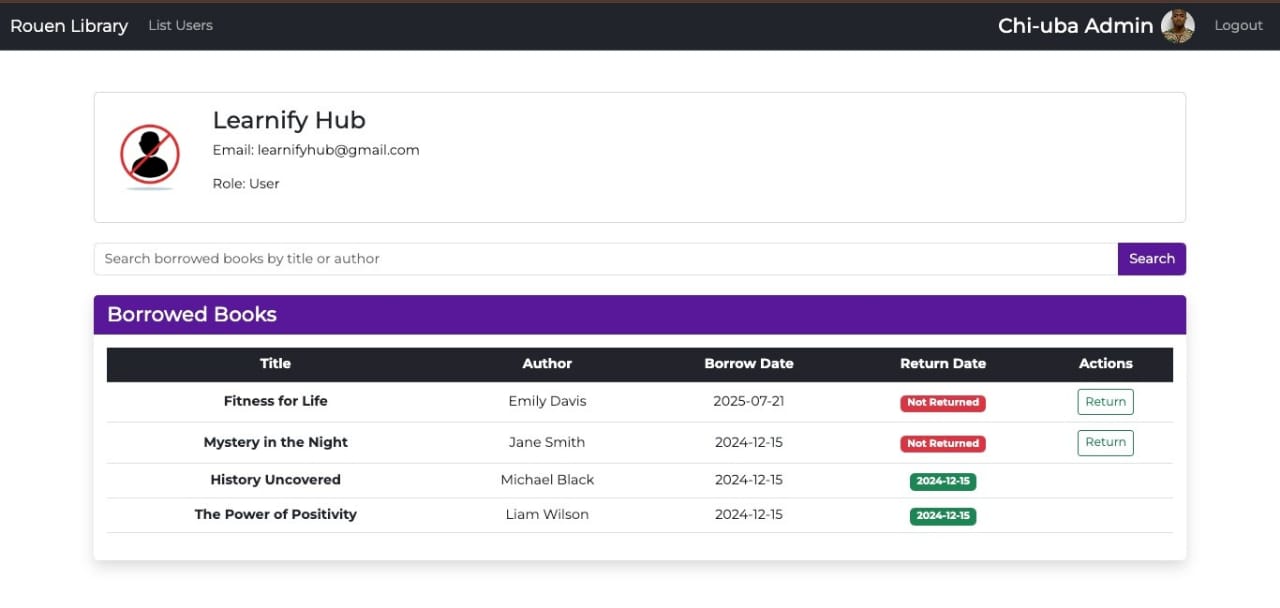 Rouen Library List Users Chi-uba Admin Logout
Learnify Hub
Email: learnifyhub@gmail.com
Role: User
Search borrowed books by title or author Search
Borrowed Books
Title Author Borrow Date Return Date Actions
Fitness for Life Emily Davis 2025-07-21 Not Returned Return
Mystery in the Night Jane Smith 2024-12-15 Not Returned Return
History Uncovered Michael Black 2024-12-15 2024-12-15
The Power of Positivity Liam Wilson 2024-12-15 2024-12-15